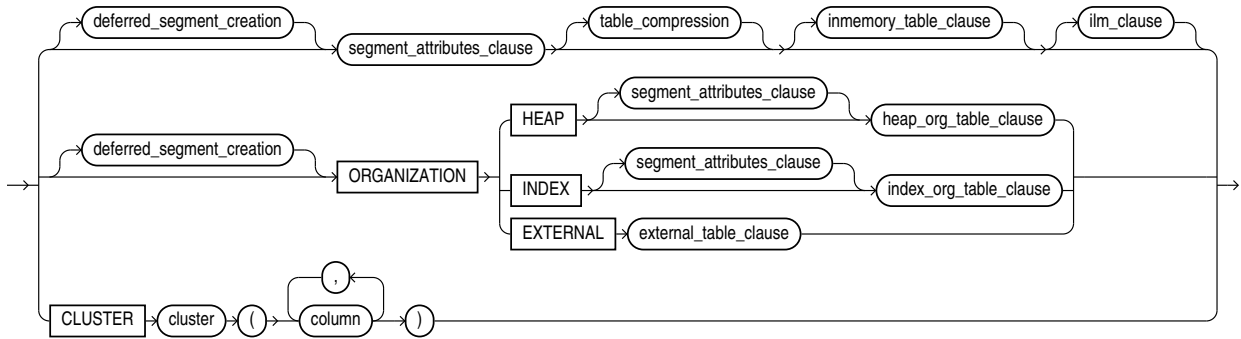 deferred_segment_creation table_compression inmemory_table_clause ilm_clause
segment_attributes_clause
segment_attributes_clause
HEAP heap_org_table_clause
deferred_segment_creation
ORGANIZATION
segment_attributes_clause
INDEX index_org_table_clause
EXTERNAL external_table_clause
,
CLUSTER cluster ( column )